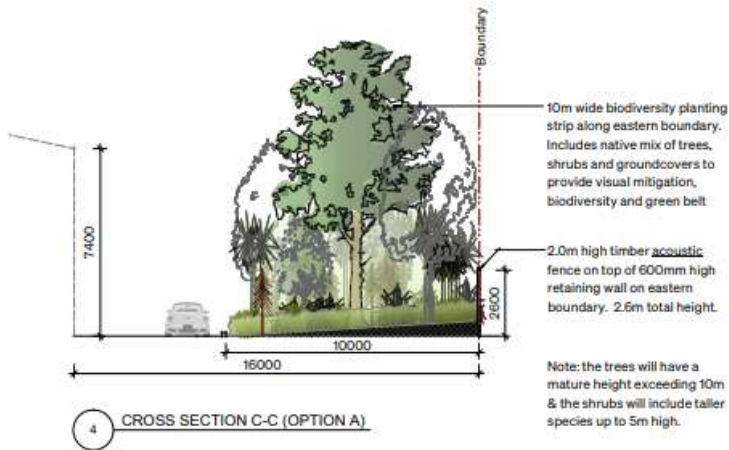 Boundary
10m wide biodiversity planting
strip along eastern boundary.
Includes native mix of trees,
shrubs and groundcovers to
provide visual mitigation,
biodiversity and green belt
7400
2.0m high timber acoustic
fence on top of 600mm high
retaining wall on eastern
boundary. 2.6m total height.
2600
10000
16000
Note: the trees will have a
mature height exceeding 10m
& the shrubs will include taller
species up to 5m high.
4 CROSS SECTION C-C (OPTION A)